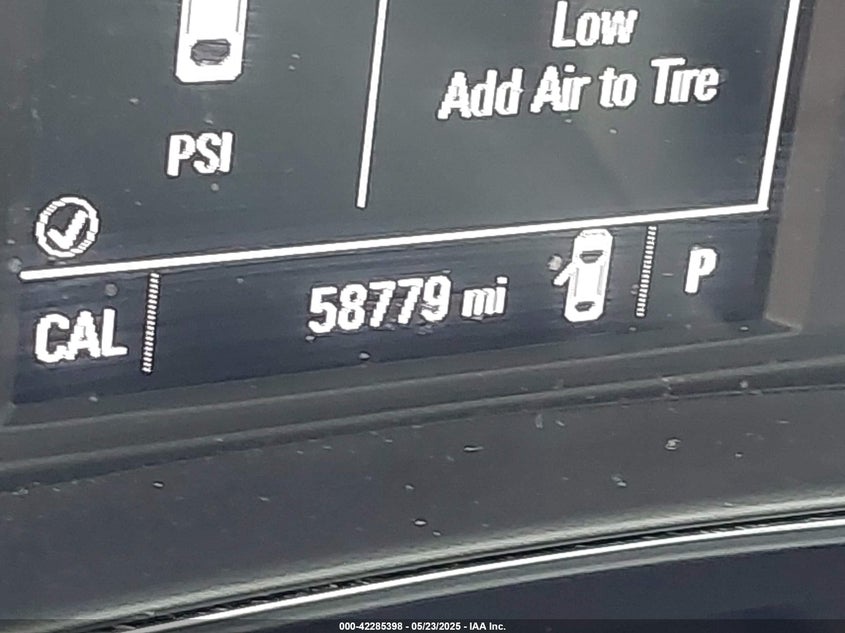 Low
Add Air to Tire
PSI
CAL
58779 mi
P
000-42285398 - 05/23/2025 - IAA Inc.